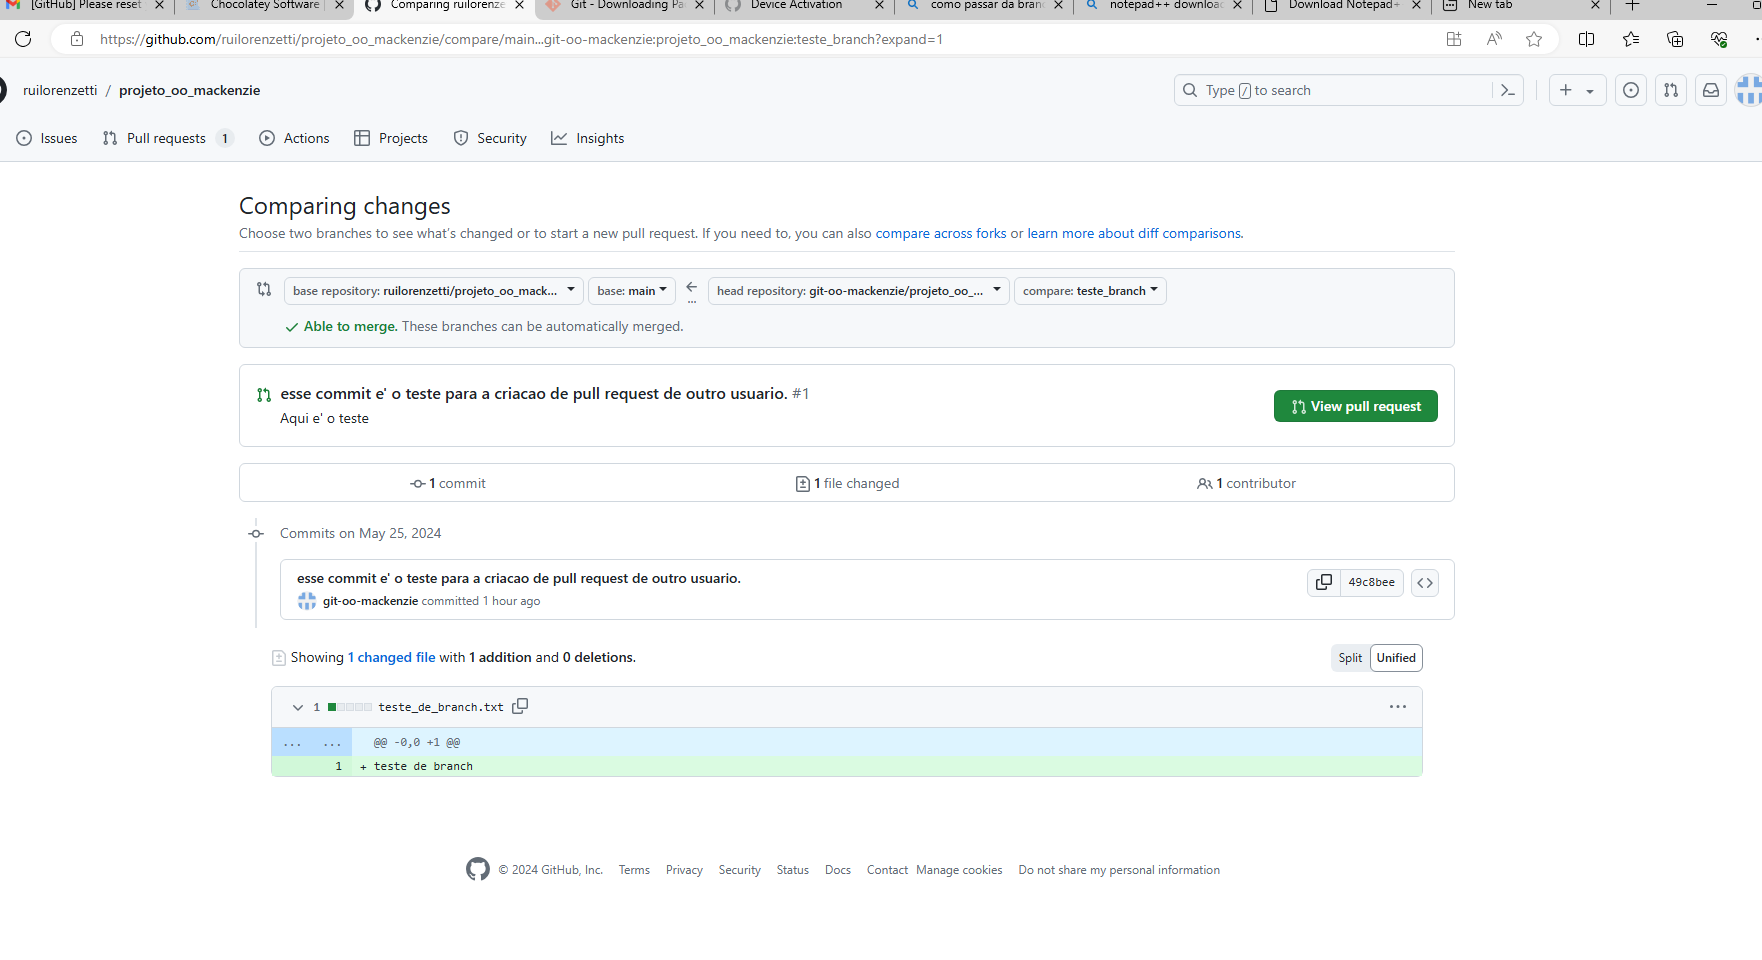 [GitHub] Please reset
Chocolatey Software |
Comparing ruilorenze
Git - Downloading Pa
Device Activation
como passar da bran
notepad++ downloac
Download Notepad+
New tab
https://github.com/ruilorenzetti/projeto_oo_mackenzie/compare/main...git-oo-mackenzie:projeto_oo_mackenzie:teste_branch?expand=1
ruilorenzetti / projeto_oo_mackenzie
Type / to search
Issues
Pull requests 1
Actions
Projects
Security
Insights
Comparing changes
Choose two branches to see what's changed or to start a new pull request. If you need to, you can also compare across forks or learn more about diff comparisons.
base repository: ruilorenzetti/projeto_oo_mack... base: main ... head repository: git-oo-mackenzie/projeto_oo_... compare: teste_branch
Able to merge. These branches can be automatically merged.
esse commit e' o teste para a criacao de pull request de outro usuario. #1
Aqui e' o teste
View pull request
1 commit
1 file changed
1 contributor
Commits on May 25, 2024
esse commit e' o teste para a criacao de pull request de outro usuario.
git-oo-mackenzie committed 1 hour ago
49c8bee
Showing 1 changed file with 1 addition and 0 deletions.
Split Unified
1 teste_de_branch.txt
... ... @@ -0,0 +1 @@
1 + teste de branch
© 2024 GitHub, Inc. Terms Privacy Security Status Docs Contact Manage cookies Do not share my personal information